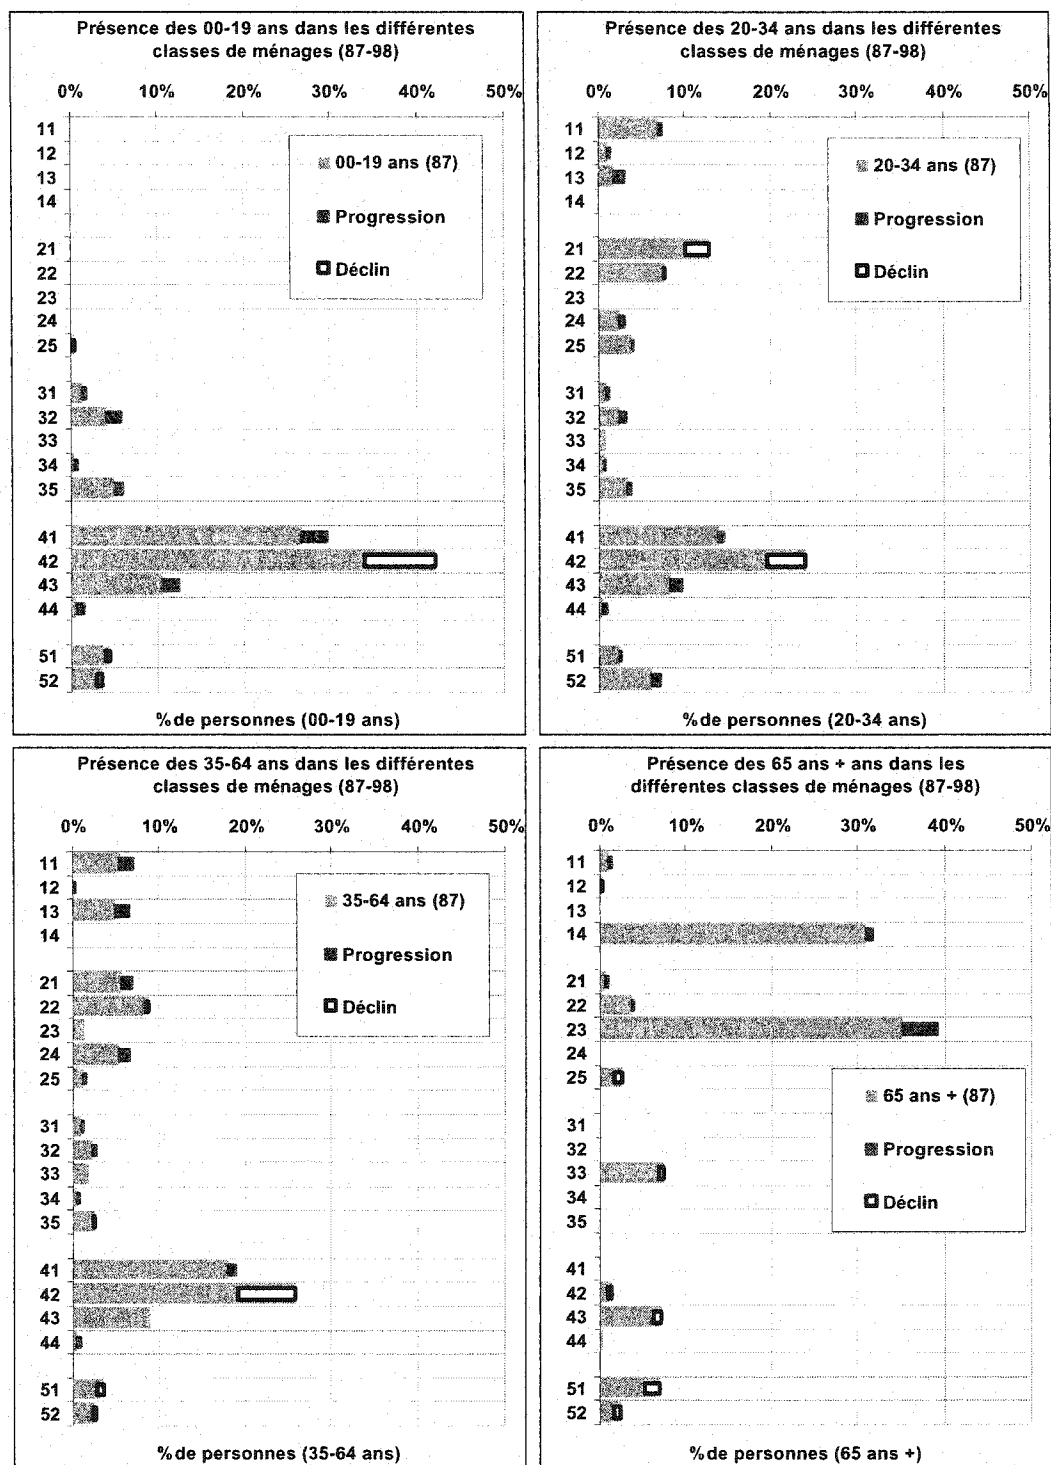 Présence des 00-19 ans dans les différentes
classes de ménages (87-98)
0% 10% 20% 30% 40% 50%
11
12
13
14
21
22
23
24
25
31
32
33
34
35
41
42
43
44
51
52
00-19 ans (87)
Progression
Déclin
% de personnes (00-19 ans)
Présence des 20-34 ans dans les différentes
classes de ménages (87-98)
0% 10% 20% 30% 40% 50%
11
12
13
14
21
22
23
24
25
31
32
33
34
35
41
42
43
44
51
52
20-34 ans (87)
Progression
Déclin
% de personnes (20-34 ans)
Présence des 35-64 ans dans les différentes
classes de ménages (87-98)
0% 10% 20% 30% 40% 50%
11
12
13
14
21
22
23
24
25
31
32
33
34
35
41
42
43
44
51
52
35-64 ans (87)
Progression
Déclin
% de personnes (35-64 ans)
Présence des 65 ans + ans dans les
différentes classes de ménages (87-98)
0% 10% 20% 30% 40% 50%
11
12
13
14
21
22
23
24
25
31
32
33
34
35
41
42
43
44
51
52
65 ans + (87)
Progression
Déclin
% de personnes (65 ans +)